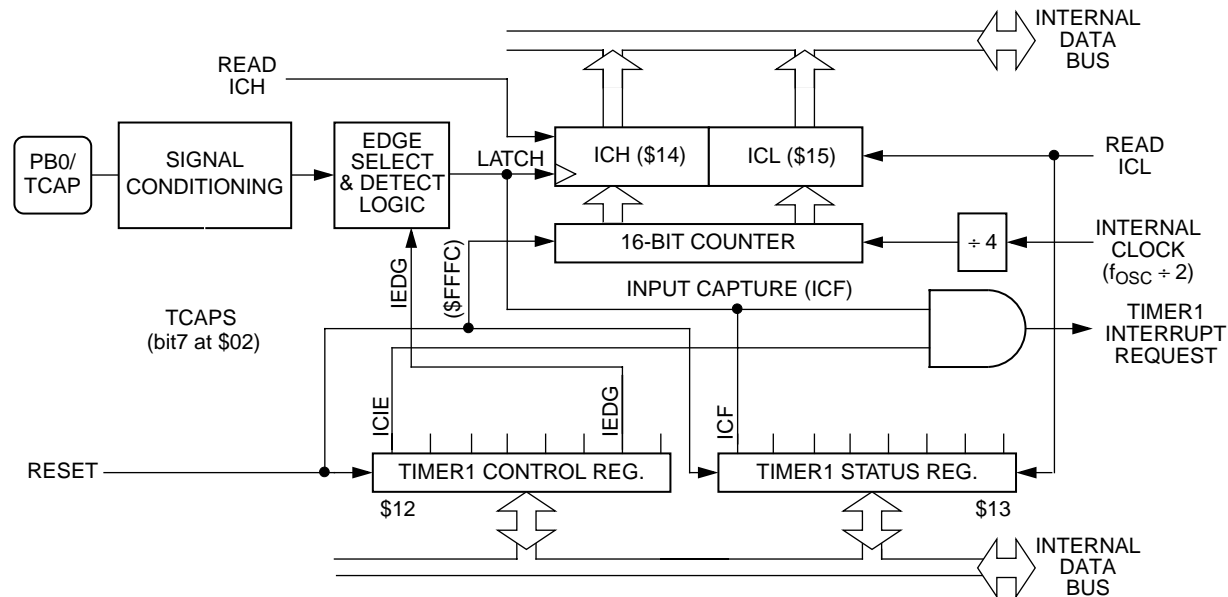 INTERNAL
DATA
BUS
READ
ICH
PB0/
TCAP
SIGNAL
CONDITIONING
EDGE
SELECT
& DETECT
LOGIC
LATCH
ICH ($14)
ICL ($15)
READ
ICL
16-BIT COUNTER
÷ 4
INTERNAL
CLOCK
(fOSC ÷ 2)
IEDG
($FFFC)
INPUT CAPTURE (ICF)
TCAPS
(bit7 at $02)
TIMER1
INTERRUPT
REQUEST
ICIE
IEDG
ICF
RESET
TIMER1 CONTROL REG.
TIMER1 STATUS REG.
$12
$13
INTERNAL
DATA
BUS